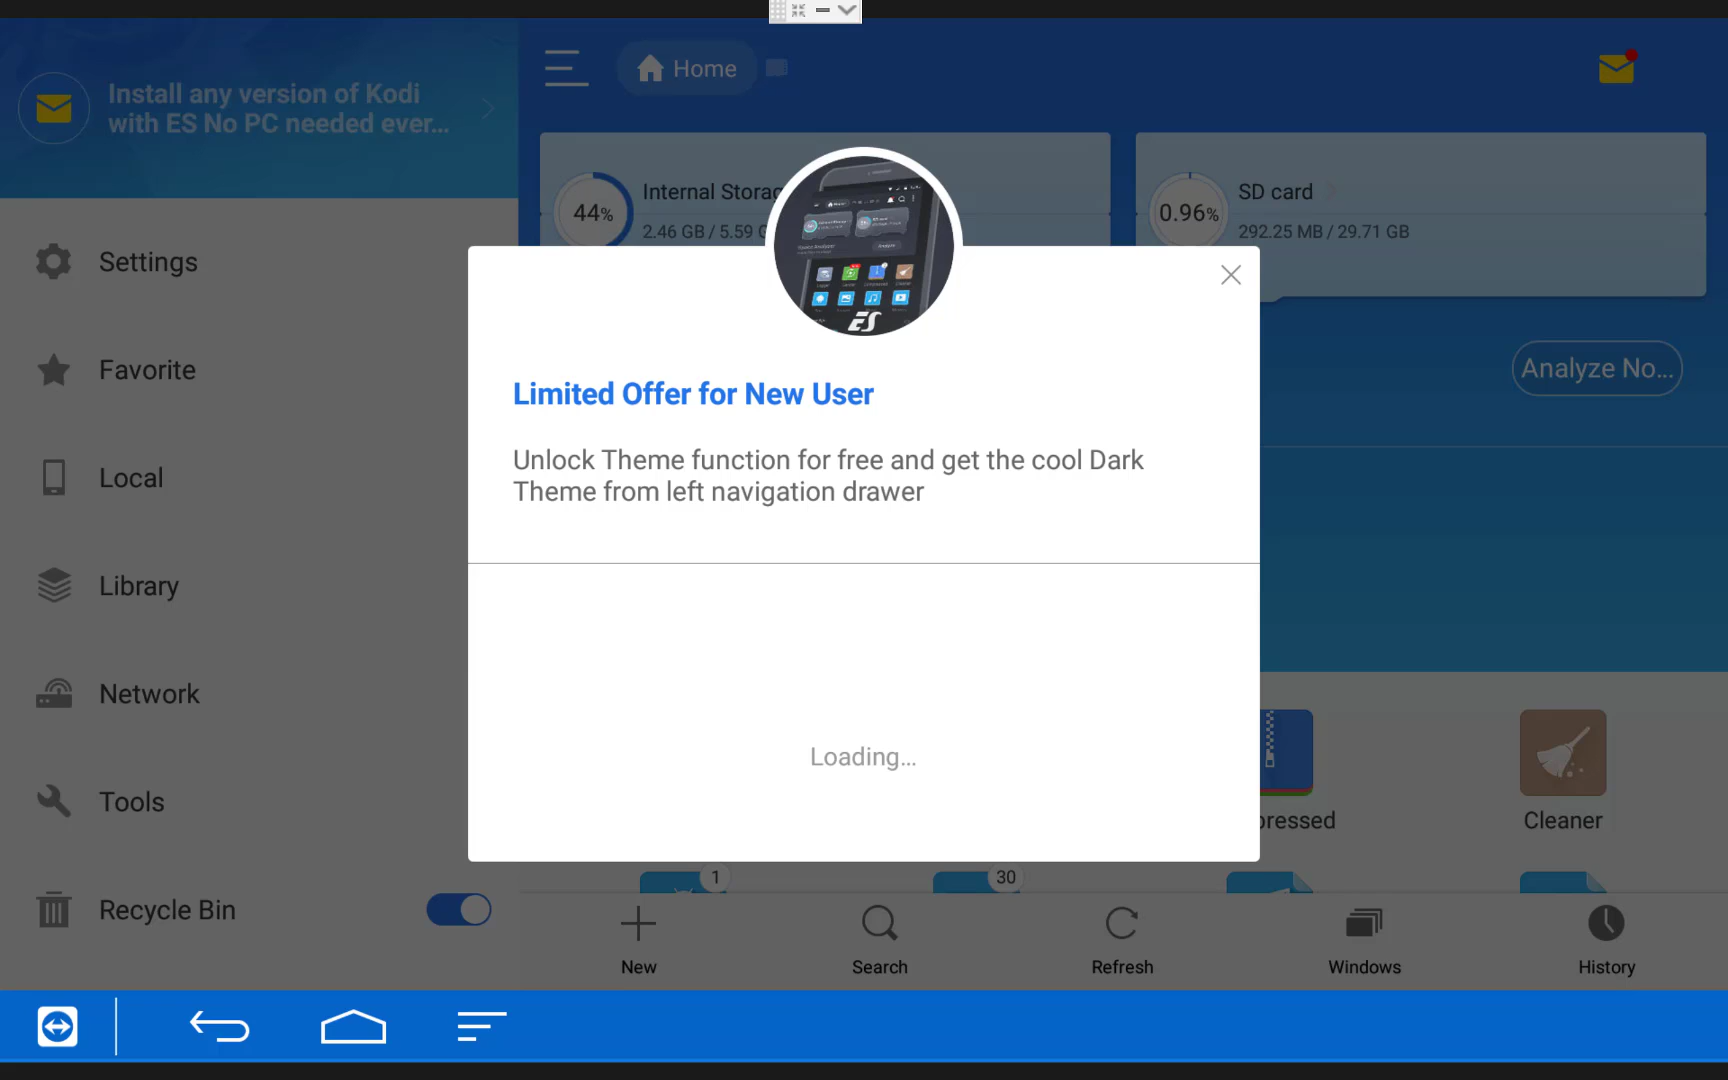 Install any version of Kodi
with ES No PC needed ever...
Home
44%
Internal Storag
2.46 GB / 5.59 G
0.96%
SD card
292.25 MB / 29.71 GB
Settings
Favorite
Local
Library
Network
Tools
Recycle Bin
ES
Limited Offer for New User
Unlock Theme function for free and get the cool Dark
Theme from left navigation drawer
Loading...
Analyze No...
pressed
Cleaner
1
30
New
Search
Refresh
Windows
History